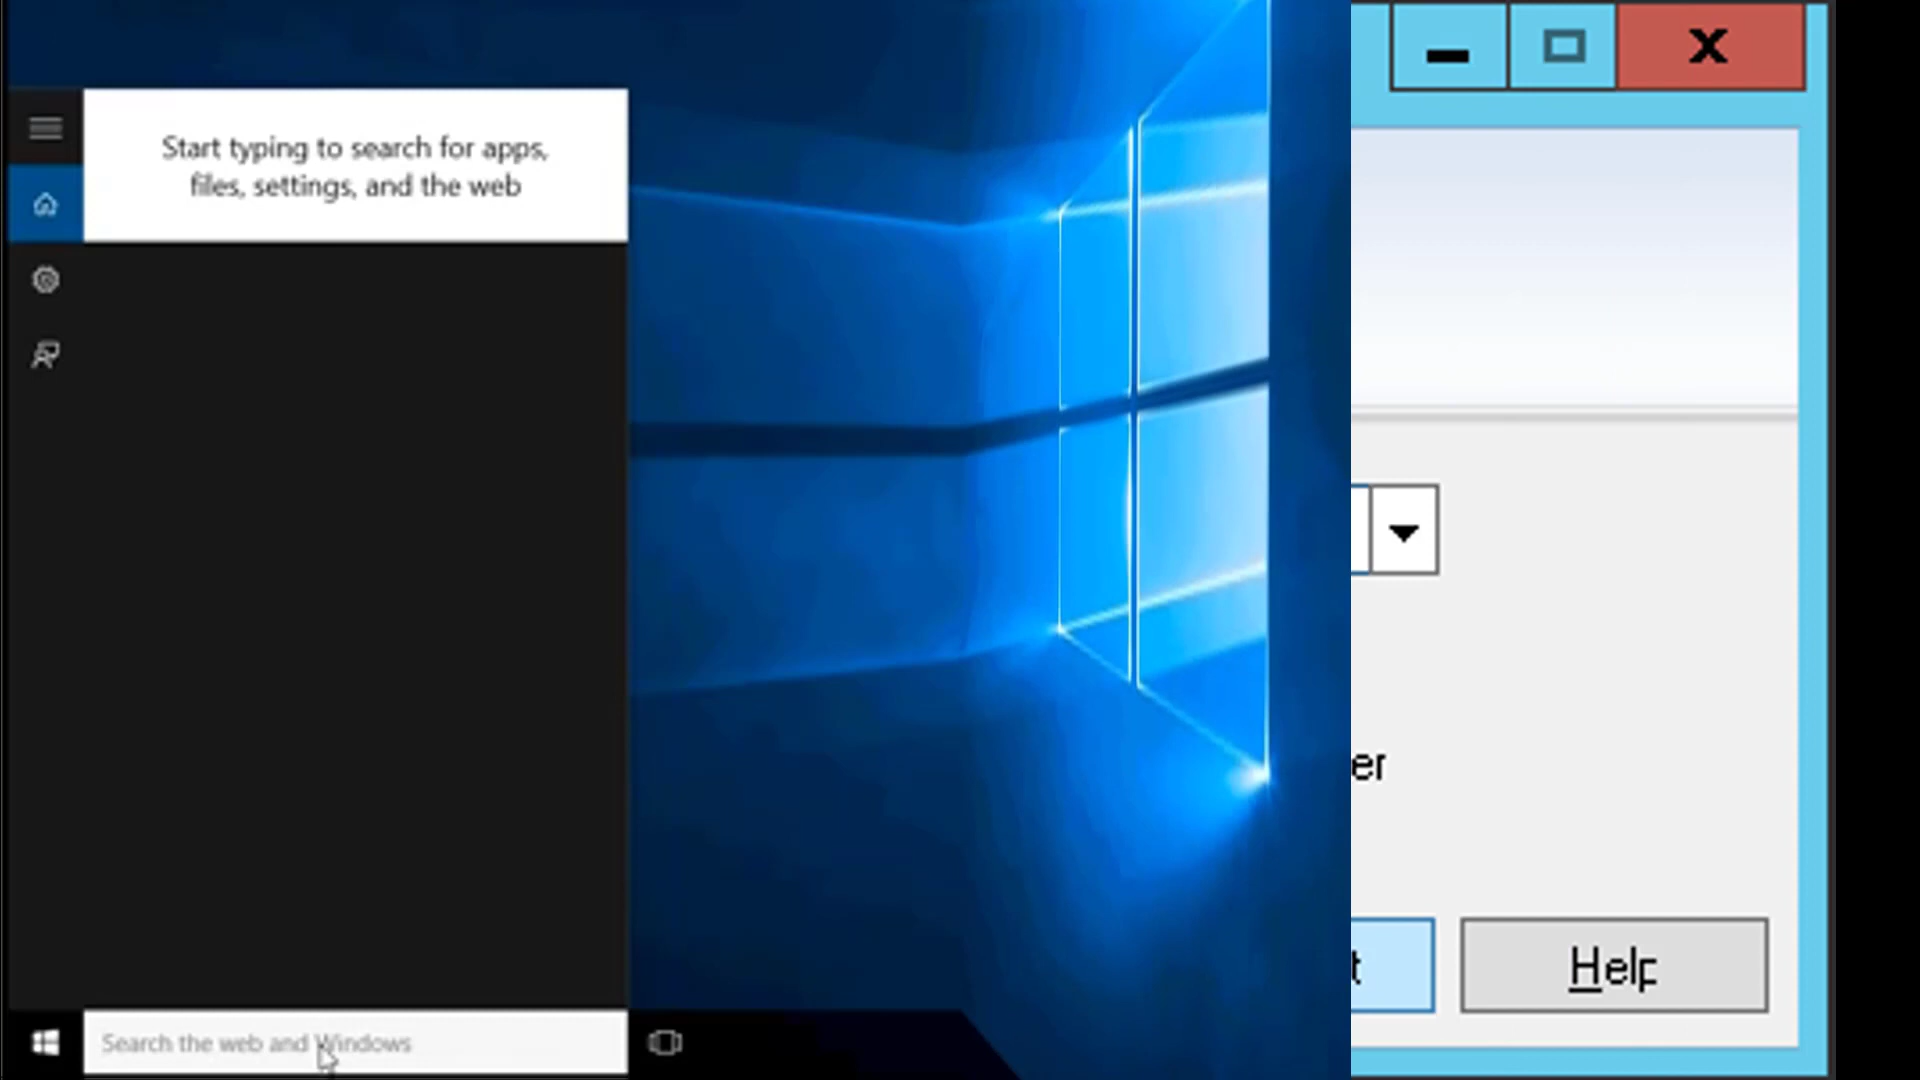 Start typing to search for apps,
files, settings, and the web
Search the web and Windows
er
t
Help